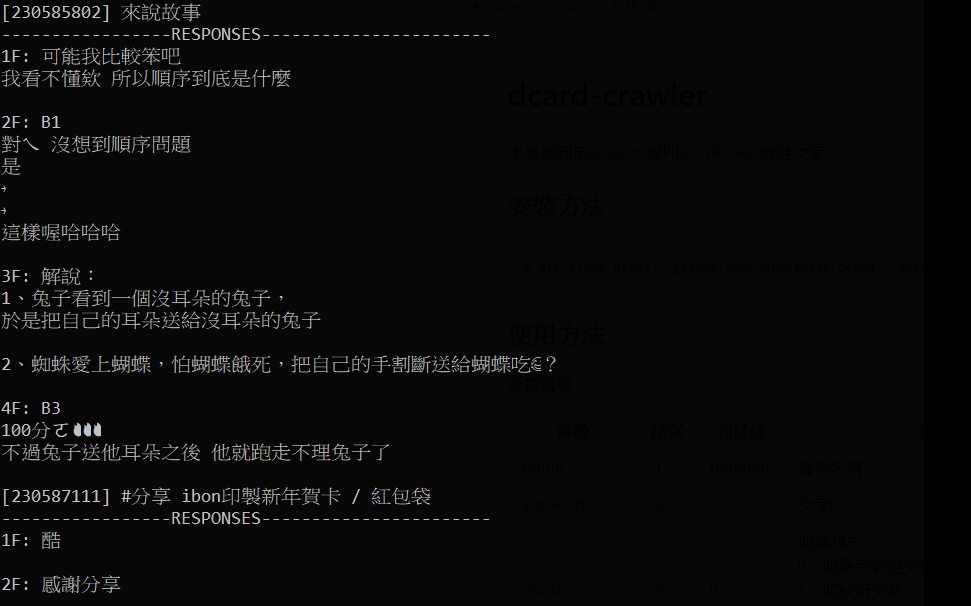 [230585802] 來說故事
-----------------RESPONSES-----------------------
1F: 可能我比較笨吧
我看不懂欸 所以順序到底是什麼
2F: B1
對ㄟ 沒想到順序問題
是
這樣喔哈哈哈
3F: 解說：
1、兔子看到一個沒耳朵的兔子，
於是把自己的耳朵送給沒耳朵的兔子
2、蜘蛛愛上蝴蝶，怕蝴蝶餓死，把自己的手割斷送給蝴蝶吃？
4F: B3
100分ㄛ
不過兔子送他耳朵之後 他就跑走不理兔子了
[230587111] #分享 ibon印製新年賀卡 / 紅包袋
-----------------RESPONSES-----------------------
1F: 酷
2F: 感謝分享
dcard-crawler
安裝方法
使用方法